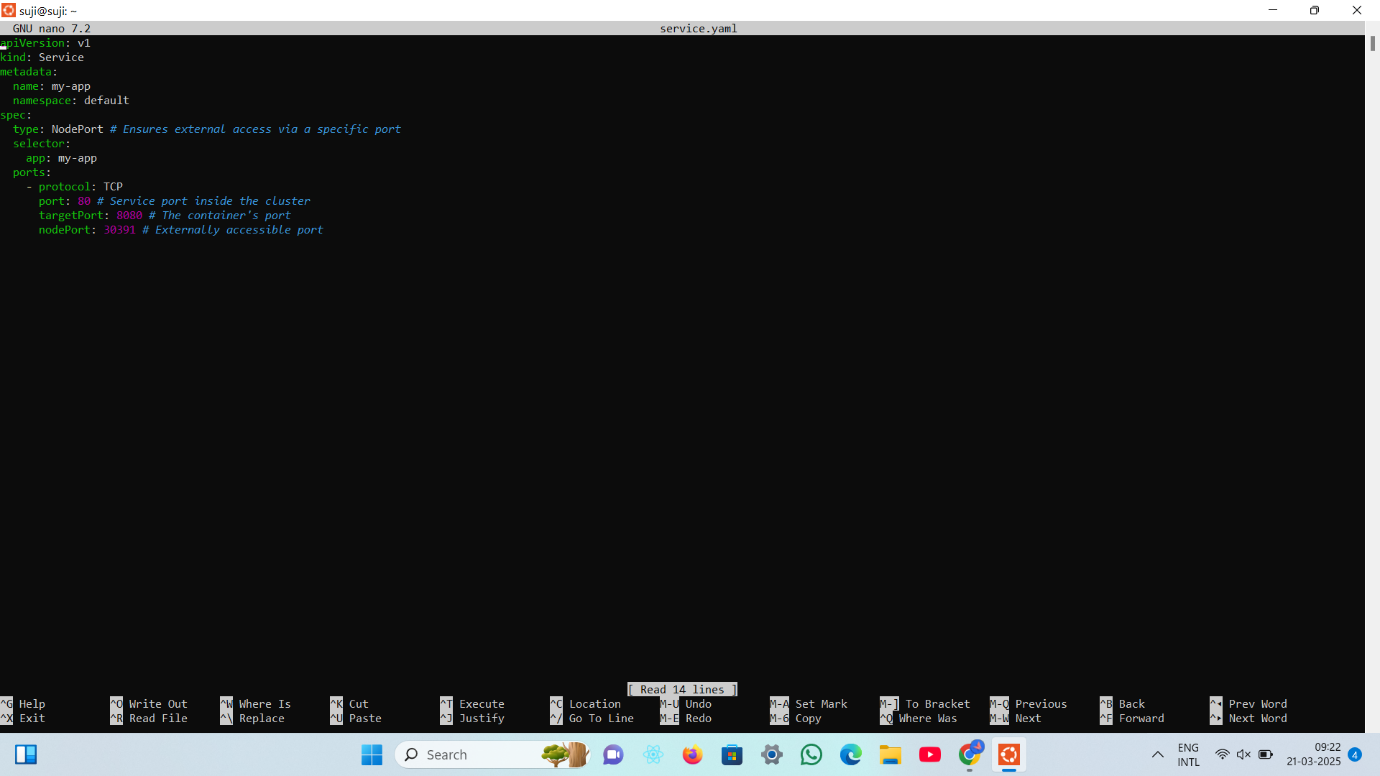 suji@suji: ~
GNU nano 7.2 service.yaml
apiVersion: v1
kind: Service
metadata:
  name: my-app
  namespace: default
spec:
  type: NodePort # Ensures external access via a specific port
  selector:
    app: my-app
  ports:
    - protocol: TCP
      port: 80 # Service port inside the cluster
      targetPort: 8080 # The container's port
      nodePort: 30391 # Externally accessible port
[ Read 14 lines ]
^G Help ^O Write Out ^W Where Is ^K Cut ^T Execute ^C Location M-U Undo M-A Set Mark M-] To Bracket M-Q Previous ^B Back ^◂ Prev Word
^X Exit ^R Read File ^\ Replace ^U Paste ^J Justify ^/ Go To Line M-E Redo M-6 Copy ^Q Where Was M-W Next ^F Forward ^▸ Next Word
Search
4
ENG
INTL
09:22
21-03-2025
4